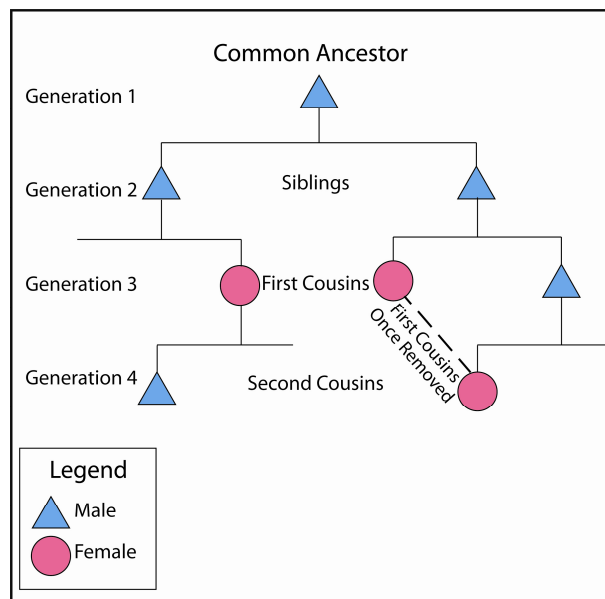 Common Ancestor
Generation 1
Generation 2
Siblings
Generation 3
First Cousins
First Cousins
Once Removed
Generation 4
Second Cousins
Legend
Male
Female